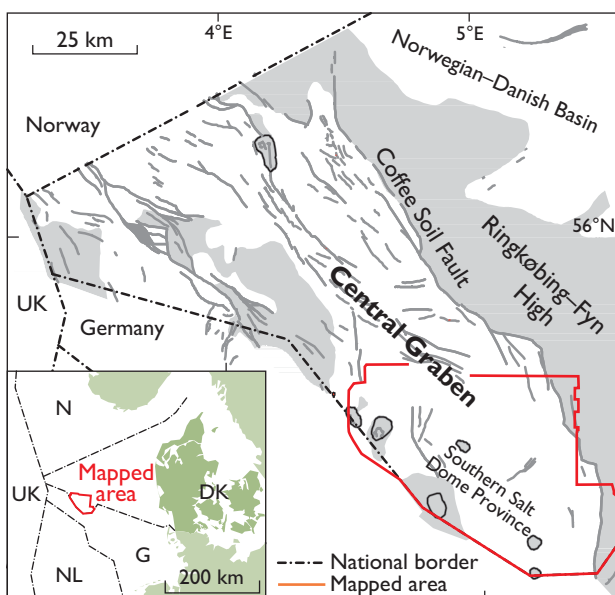 4°E
5°E
25 km
Norwegian–Danish Basin
Norway
Coffee Soil Fault
56°N
Ringkøbing–Fyn
High
UK
Central Graben
Germany
N
Mapped
area
UK
DK
Southern Salt
Dome Province
G
NL
200 km
National border
Mapped area